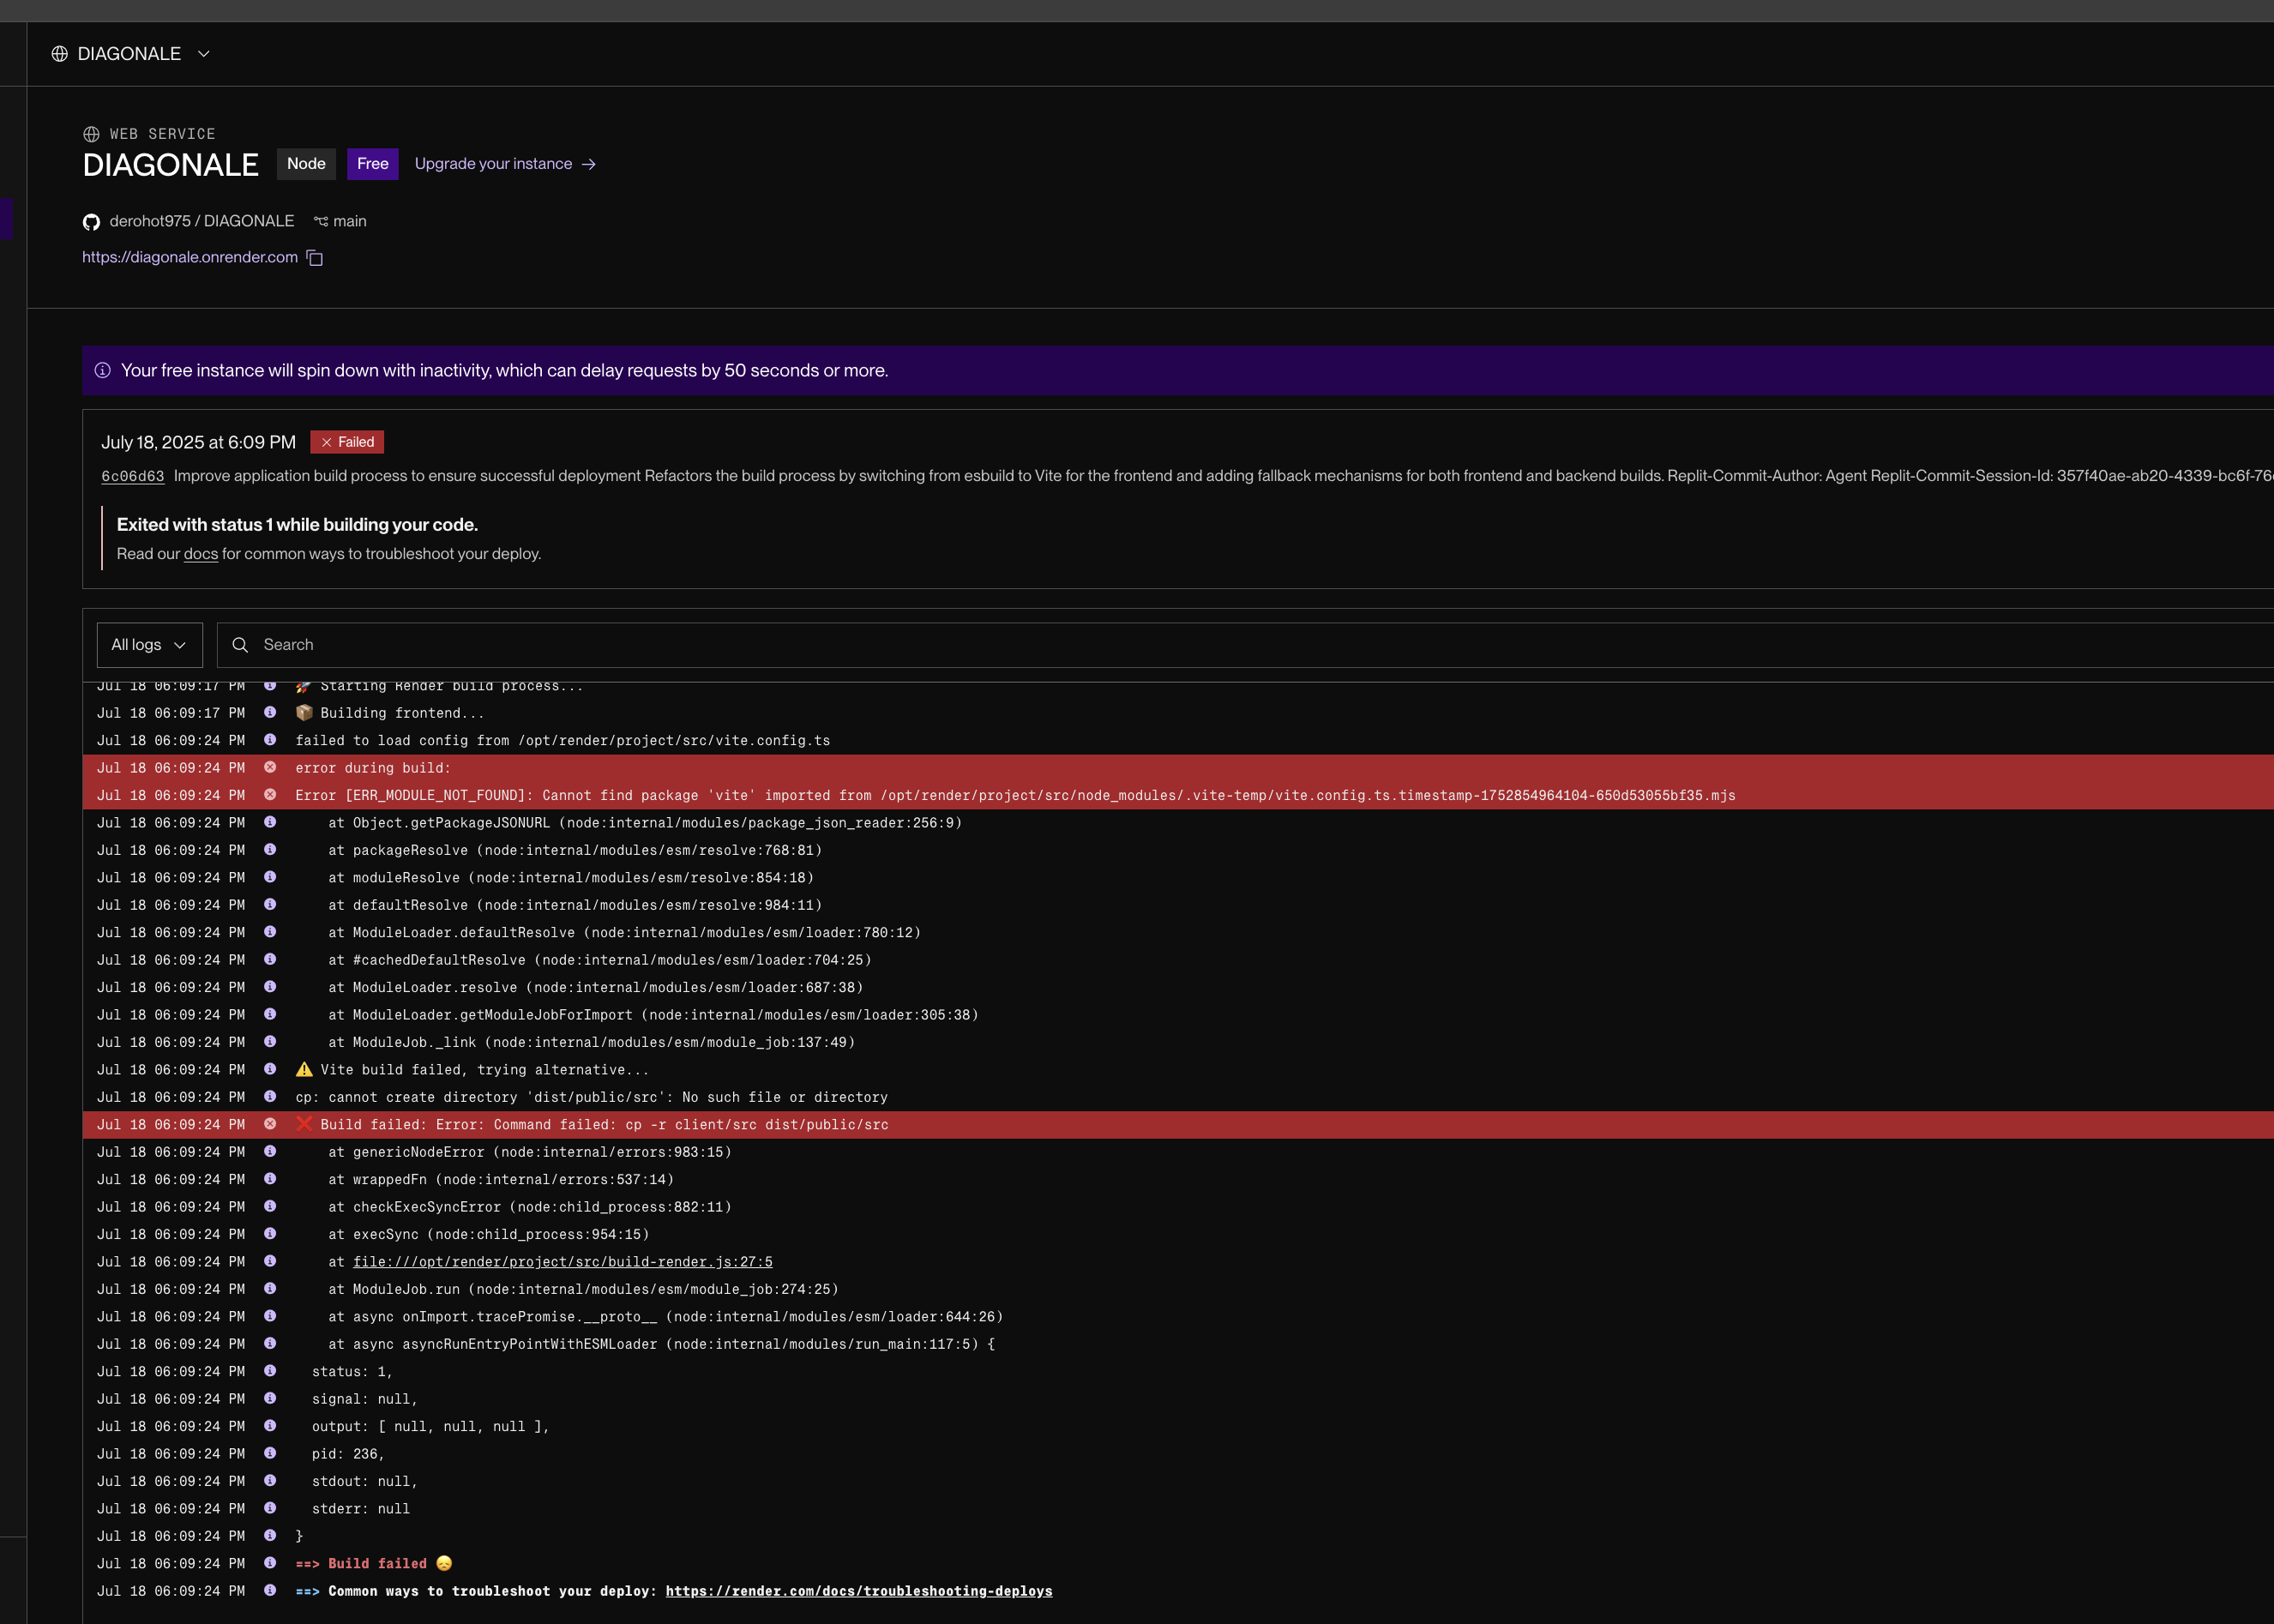 DIAGONALE
WEB SERVICE
DIAGONALE Node Free Upgrade your instance →
derohot975 / DIAGONALE main
https://diagonale.onrender.com
Your free instance will spin down with inactivity, which can delay requests by 50 seconds or more.
July 18, 2025 at 6:09 PM Failed
6c06d63 Improve application build process to ensure successful deployment Refactors the build process by switching from esbuild to Vite for the frontend and adding fallback mechanisms for both frontend and backend builds. Replit-Commit-Author: Agent Replit-Commit-Session-Id: 357f40ae-ab20-4339-bc6f-76
Exited with status 1 while building your code.
Read our docs for common ways to troubleshoot your deploy.
All logs Search
Jul 18 06:09:17 PM 🚀 Starting Render build process...
Jul 18 06:09:17 PM 📦 Building frontend...
Jul 18 06:09:24 PM failed to load config from /opt/render/project/src/vite.config.ts
Jul 18 06:09:24 PM error during build:
Jul 18 06:09:24 PM Error [ERR_MODULE_NOT_FOUND]: Cannot find package 'vite' imported from /opt/render/project/src/node_modules/.vite-temp/vite.config.ts.timestamp-1752854964104-650d53055bf35.mjs
Jul 18 06:09:24 PM at Object.getPackageJSONURL (node:internal/modules/package_json_reader:256:9)
Jul 18 06:09:24 PM at packageResolve (node:internal/modules/esm/resolve:768:81)
Jul 18 06:09:24 PM at moduleResolve (node:internal/modules/esm/resolve:854:18)
Jul 18 06:09:24 PM at defaultResolve (node:internal/modules/esm/resolve:984:11)
Jul 18 06:09:24 PM at ModuleLoader.defaultResolve (node:internal/modules/esm/loader:780:12)
Jul 18 06:09:24 PM at #cachedDefaultResolve (node:internal/modules/esm/loader:704:25)
Jul 18 06:09:24 PM at ModuleLoader.resolve (node:internal/modules/esm/loader:687:38)
Jul 18 06:09:24 PM at ModuleLoader.getModuleJobForImport (node:internal/modules/esm/loader:305:38)
Jul 18 06:09:24 PM at ModuleJob._link (node:internal/modules/esm/module_job:137:49)
Jul 18 06:09:24 PM ⚠️ Vite build failed, trying alternative...
Jul 18 06:09:24 PM cp: cannot create directory 'dist/public/src': No such file or directory
Jul 18 06:09:24 PM ❌ Build failed: Error: Command failed: cp -r client/src dist/public/src
Jul 18 06:09:24 PM at genericNodeError (node:internal/errors:983:15)
Jul 18 06:09:24 PM at wrappedFn (node:internal/errors:537:14)
Jul 18 06:09:24 PM at checkExecSyncError (node:child_process:882:11)
Jul 18 06:09:24 PM at execSync (node:child_process:954:15)
Jul 18 06:09:24 PM at file:///opt/render/project/src/build-render.js:27:5
Jul 18 06:09:24 PM at ModuleJob.run (node:internal/modules/esm/module_job:274:25)
Jul 18 06:09:24 PM at async onImport.tracePromise.__proto__ (node:internal/modules/esm/loader:644:26)
Jul 18 06:09:24 PM at async asyncRunEntryPointWithESMLoader (node:internal/modules/run_main:117:5) {
Jul 18 06:09:24 PM status: 1,
Jul 18 06:09:24 PM signal: null,
Jul 18 06:09:24 PM output: [ null, null, null ],
Jul 18 06:09:24 PM pid: 236,
Jul 18 06:09:24 PM stdout: null,
Jul 18 06:09:24 PM stderr: null
Jul 18 06:09:24 PM }
Jul 18 06:09:24 PM ==> Build failed 😞
Jul 18 06:09:24 PM ==> Common ways to troubleshoot your deploy: https://render.com/docs/troubleshooting-deploys